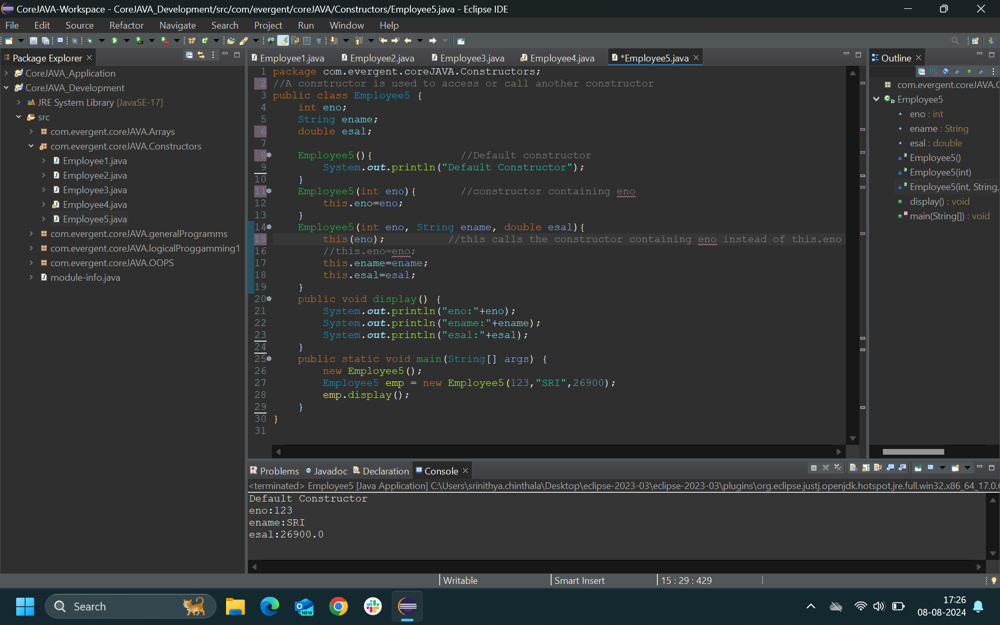 CoreJAVA-Workspace - CoreJAVA_Development/src/com/evergent/coreJAVA/Constructors/Employee5.java - Eclipse IDE
File Edit Source Refactor Navigate Search Project Run Window Help
Package Explorer
CoreJAVA_Application
CoreJAVA_Development
JRE System Library [JavaSE-17]
src
com.evergent.coreJAVA.Arrays
com.evergent.coreJAVA.Constructors
Employee1.java
Employee2.java
Employee3.java
Employee4.java
Employee5.java
com.evergent.coreJAVA.generalProgramms
com.evergent.coreJAVA.logicalProggamming1
com.evergent.coreJAVA.OOPS
module-info.java
Employee1.java Employee2.java Employee3.java Employee4.java *Employee5.java
1 package com.evergent.coreJAVA.Constructors;
2 //A constructor is used to access or call another constructor
3 public class Employee5 {
4 int eno;
5 String ename;
6 double esal;
7
8 Employee5(){ //Default constructor
9 System.out.println("Default Constructor");
10 }
11 Employee5(int eno){ //constructor containing eno
12 this.eno=eno;
13 }
14 Employee5(int eno, String ename, double esal){
15 this(eno); //this calls the constructor containing eno instead of this.eno
16 //this.eno=eno;
17 this.ename=ename;
18 this.esal=esal;
19 }
20 public void display() {
21 System.out.println("eno:"+eno);
22 System.out.println("ename:"+ename);
23 System.out.println("esal:"+esal);
24 }
25 public static void main(String[] args) {
26 new Employee5();
27 Employee5 emp = new Employee5(123,"SRI",26900);
28 emp.display();
29 }
30 }
31
Outline
com.evergent.coreJAVA.C
Employee5
eno : int
ename : String
esal : double
Employee5()
Employee5(int)
Employee5(int, String,
display() : void
main(String[]) : void
Problems Javadoc Declaration Console
<terminated> Employee5 [Java Application] C:\Users\srinithya.chinthala\Desktop\eclipse-2023-03\eclipse-2023-03\plugins\org.eclipse.justj.openjdk.hotspot.jre.full.win32.x86_64_17.0.
Default Constructor
eno:123
ename:SRI
esal:26900.0
Writable Smart Insert 15 : 29 : 429
Search
NEW
17:26
08-08-2024